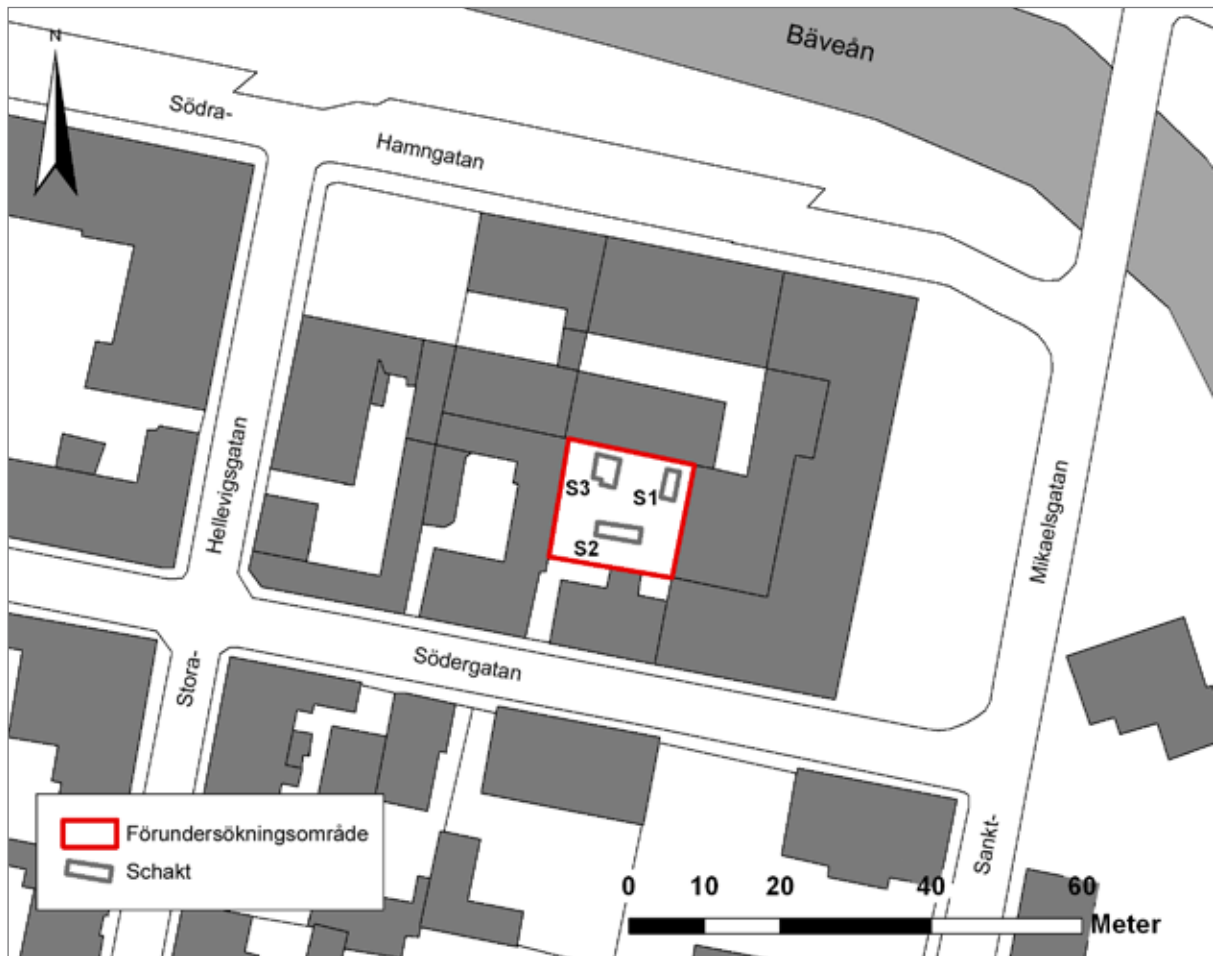 Bäveån
N
Södra-
Hamngatan
Hellevigsgatan
S3
S1
S2
Mikaelsgatan
Södergatan
Stora-
Sankt-
Förundersökningsområde
Schakt
0 10 20 40 60
Meter